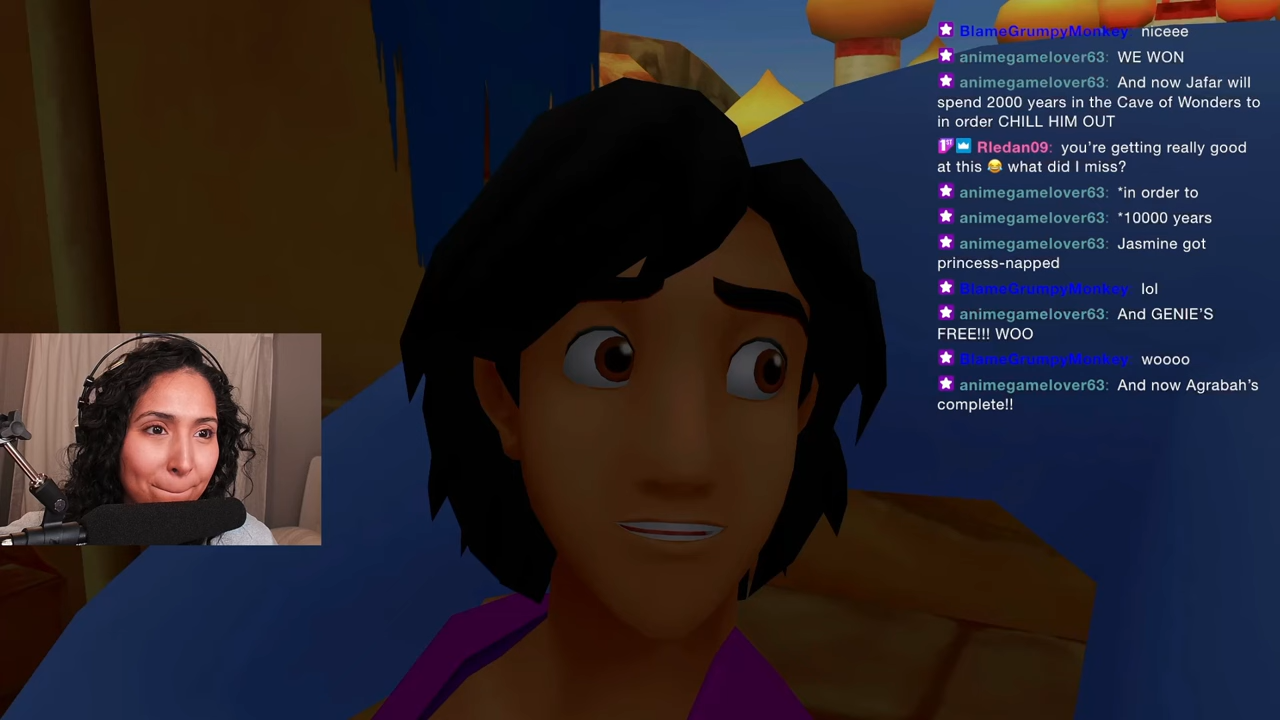 BlameGrumpyMonkey: niceee
animegamelover63: WE WON
animegamelover63: And now Jafar will
spend 2000 years in the Cave of Wonders to
in order CHILL HIM OUT
1ST Rledan09: you're getting really good
at this 😂 what did I miss?
animegamelover63: *in order to
animegamelover63: *10000 years
animegamelover63: Jasmine got
princess-napped
BlameGrumpyMonkey: lol
animegamelover63: And GENIE'S
FREE!!! WOO
BlameGrumpyMonkey: woooo
animegamelover63: And now Agrabah's
complete!!